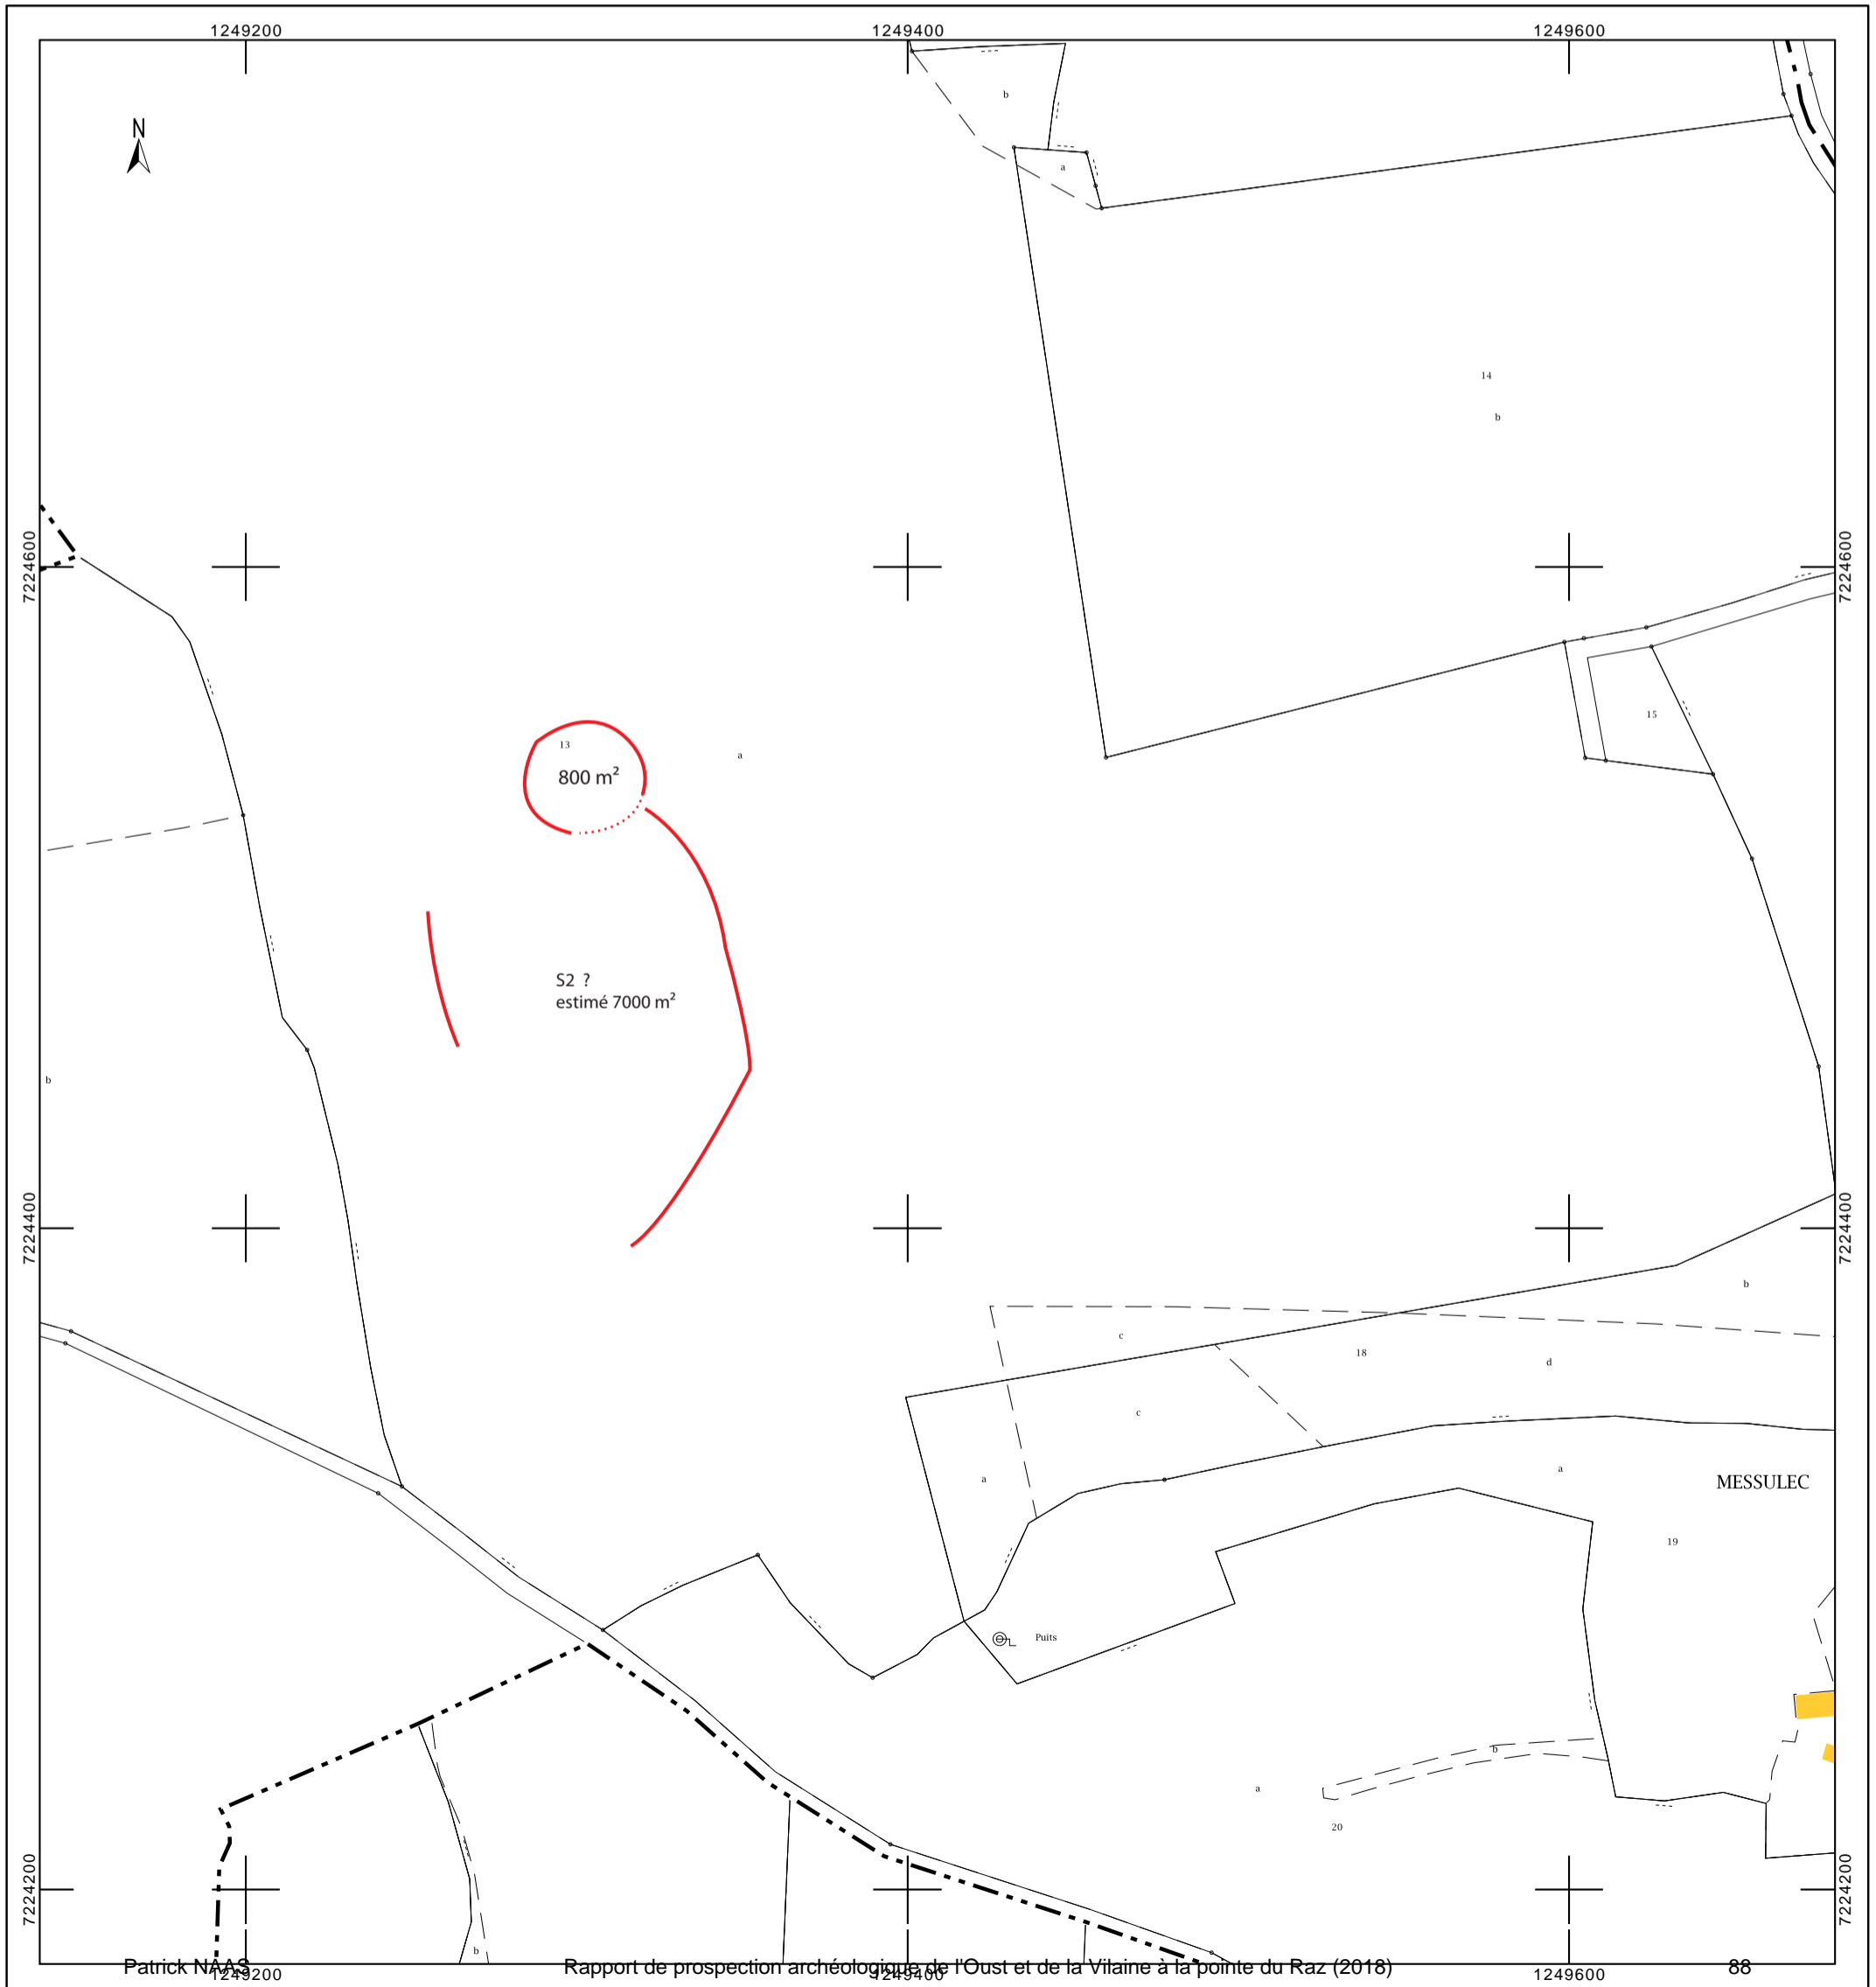 1249200 1249400 1249600
N
b
a
14
b
7224600 7224600
13
800 m²
a
15
S2 ?
estimé 7000 m²
b
7224400 7224400
b
c
18
d
c
a
a
MESSULEC
19
Puits
b
a
20
7224200 7224200
b
Patrick NAAS Rapport de prospection archéologique de l'Oust et de la Vilaine à la pointe du Raz (2018) 88
1249200 1249400 1249600